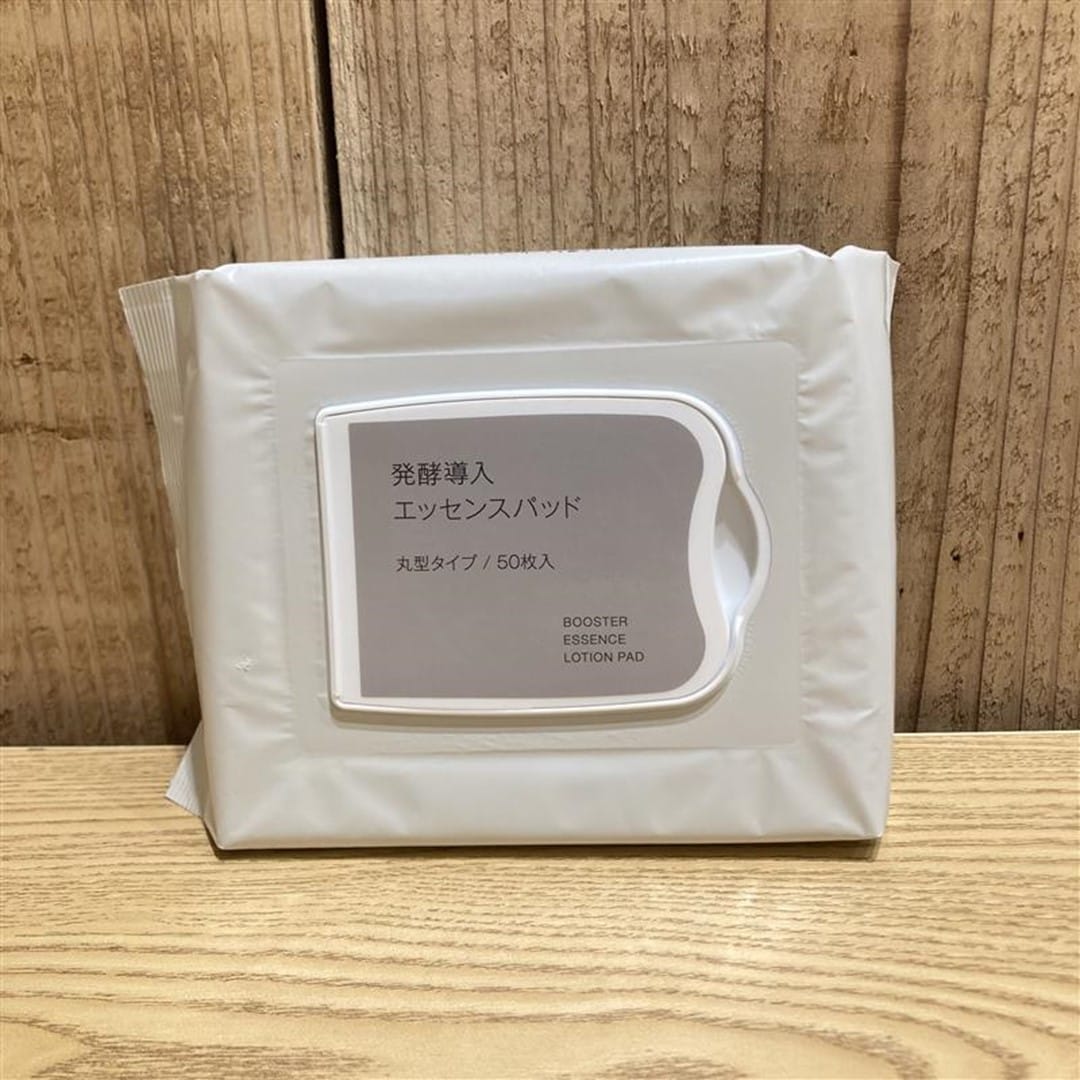 発酵導入
エッセンスパッド
丸型タイプ / 50枚入
BOOSTER
ESSENCE
LOTION PAD